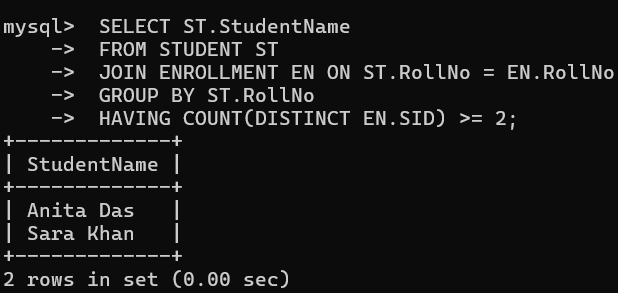 mysql>  SELECT ST.StudentName
    ->  FROM STUDENT ST
    ->  JOIN ENROLLMENT EN ON ST.RollNo = EN.RollNo
    ->  GROUP BY ST.RollNo
    ->  HAVING COUNT(DISTINCT EN.SID) >= 2;
+-------------+
| StudentName |
+-------------+
| Anita Das   |
| Sara Khan   |
+-------------+
2 rows in set (0.00 sec)